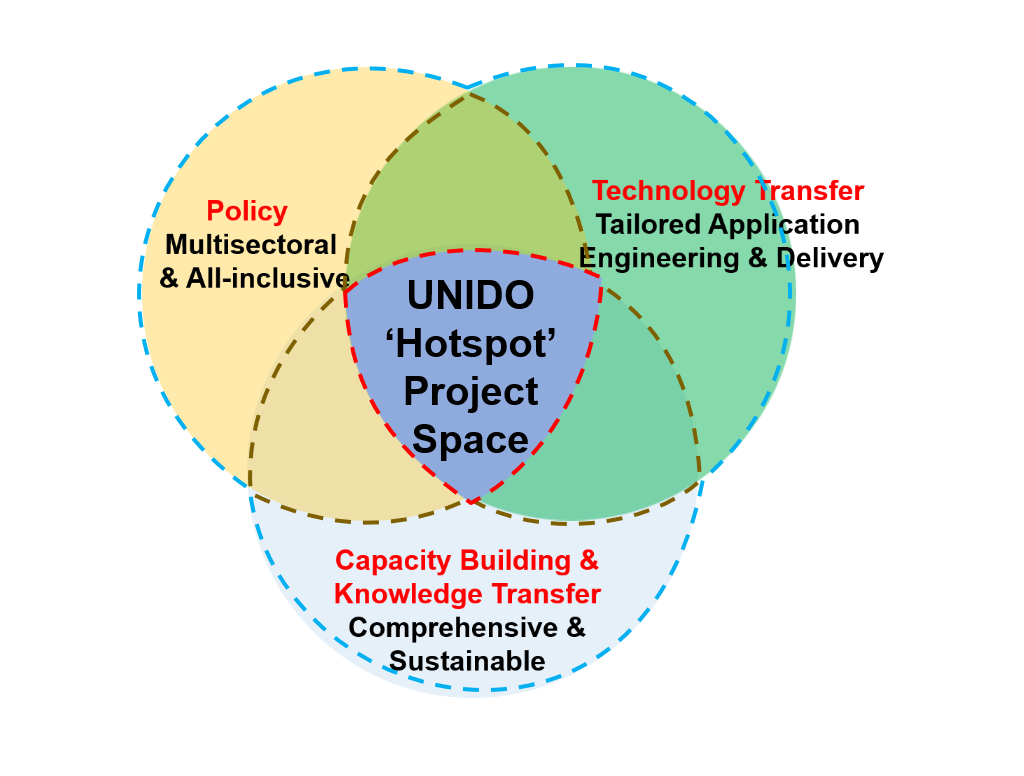 Policy
Multisectoral
& All-inclusive
Technology Transfer
Tailored Application
Engineering & Delivery
UNIDO
‘Hotspot’
Project
Space
Capacity Building &
Knowledge Transfer
Comprehensive &
Sustainable